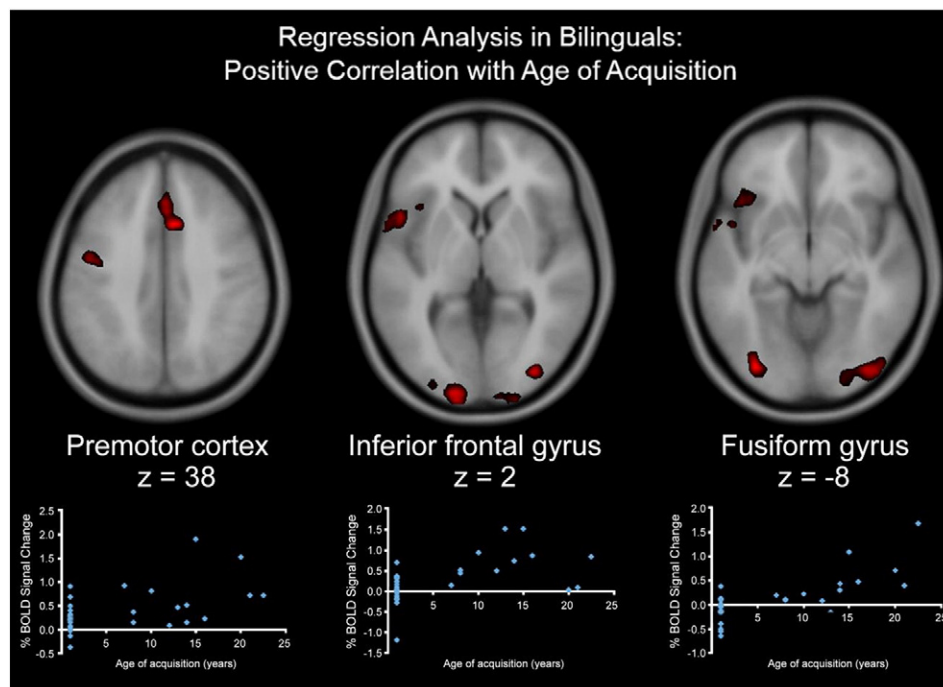 Regression Analysis in Bilinguals:
Positive Correlation with Age of Acquisition
Premotor cortex
z = 38
Inferior frontal gyrus
z = 2
Fusiform gyrus
z = -8
% BOLD Signal Change
2.5
2.0
1.5
1.0
0.5
0.0
-0.5
5 10 15 20 25
Age of acquisition (years)
% BOLD Signal Change
2.0
1.5
1.0
0.5
0.0
-0.5
-1.0
-1.5
5 10 15 20 25
Age of acquisition (years)
% BOLD Signal Change
2.0
1.5
1.0
0.5
0.0
-0.5
-1.0
5 10 15 20 25
Age of acquisition (years)